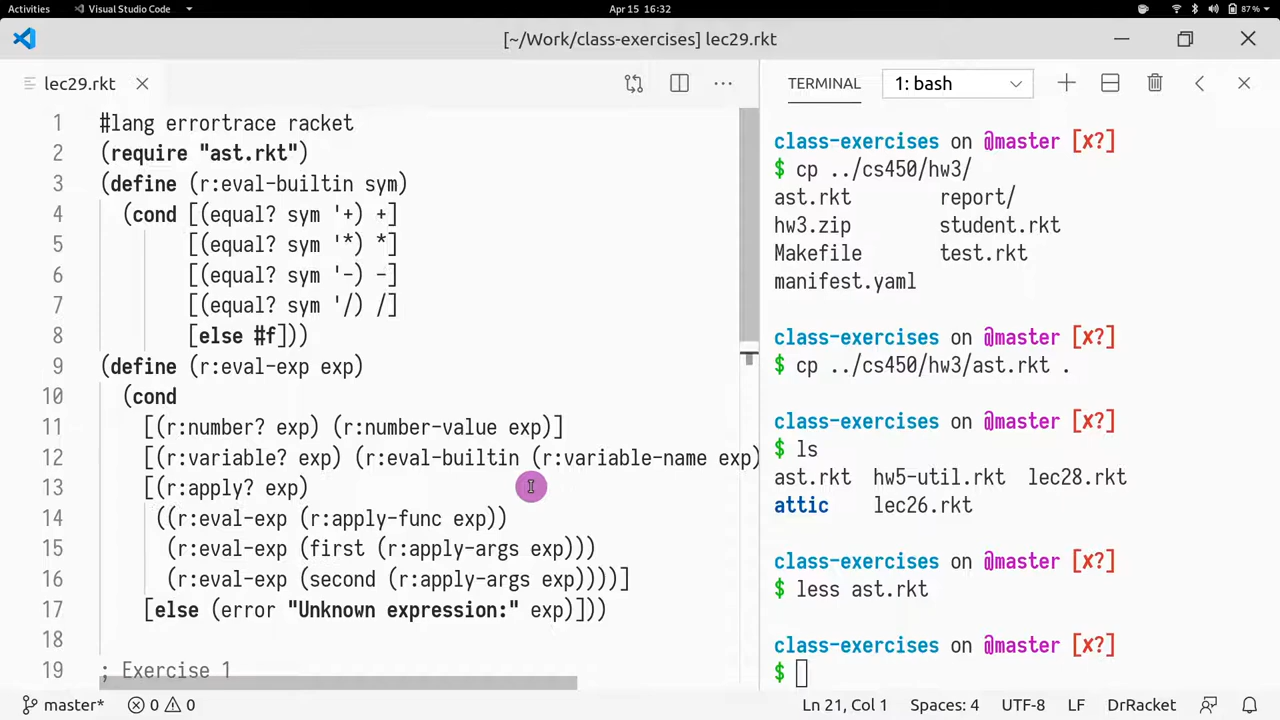 Activities Visual Studio Code Apr 15 16:32 87%
[~/Work/class-exercises] lec29.rkt
lec29.rkt
1 #lang errortrace racket
2 (require "ast.rkt")
3 (define (r:eval-builtin sym)
4 (cond [(equal? sym '+) +]
5 [(equal? sym '*) *]
6 [(equal? sym '-) -]
7 [(equal? sym '/) /]
8 [else #f]))
9 (define (r:eval-exp exp)
10 (cond
11 [(r:number? exp) (r:number-value exp)]
12 [(r:variable? exp) (r:eval-builtin (r:variable-name exp)
13 [(r:apply? exp)
14 ((r:eval-exp (r:apply-func exp))
15 (r:eval-exp (first (r:apply-args exp)))
16 (r:eval-exp (second (r:apply-args exp))))]
17 [else (error "Unknown expression:" exp)]))
18
19 ; Exercise 1
TERMINAL 1: bash
class-exercises on @master [x?]
$ cp ../cs450/hw3/
ast.rkt report/
hw3.zip student.rkt
Makefile test.rkt
manifest.yaml
class-exercises on @master [x?]
$ cp ../cs450/hw3/ast.rkt .
class-exercises on @master [x?]
$ ls
ast.rkt hw5-util.rkt lec28.rkt
attic lec26.rkt
class-exercises on @master [x?]
$ less ast.rkt
class-exercises on @master [x?]
$
master* 0 0 Ln 21, Col 1 Spaces: 4 UTF-8 LF DrRacket